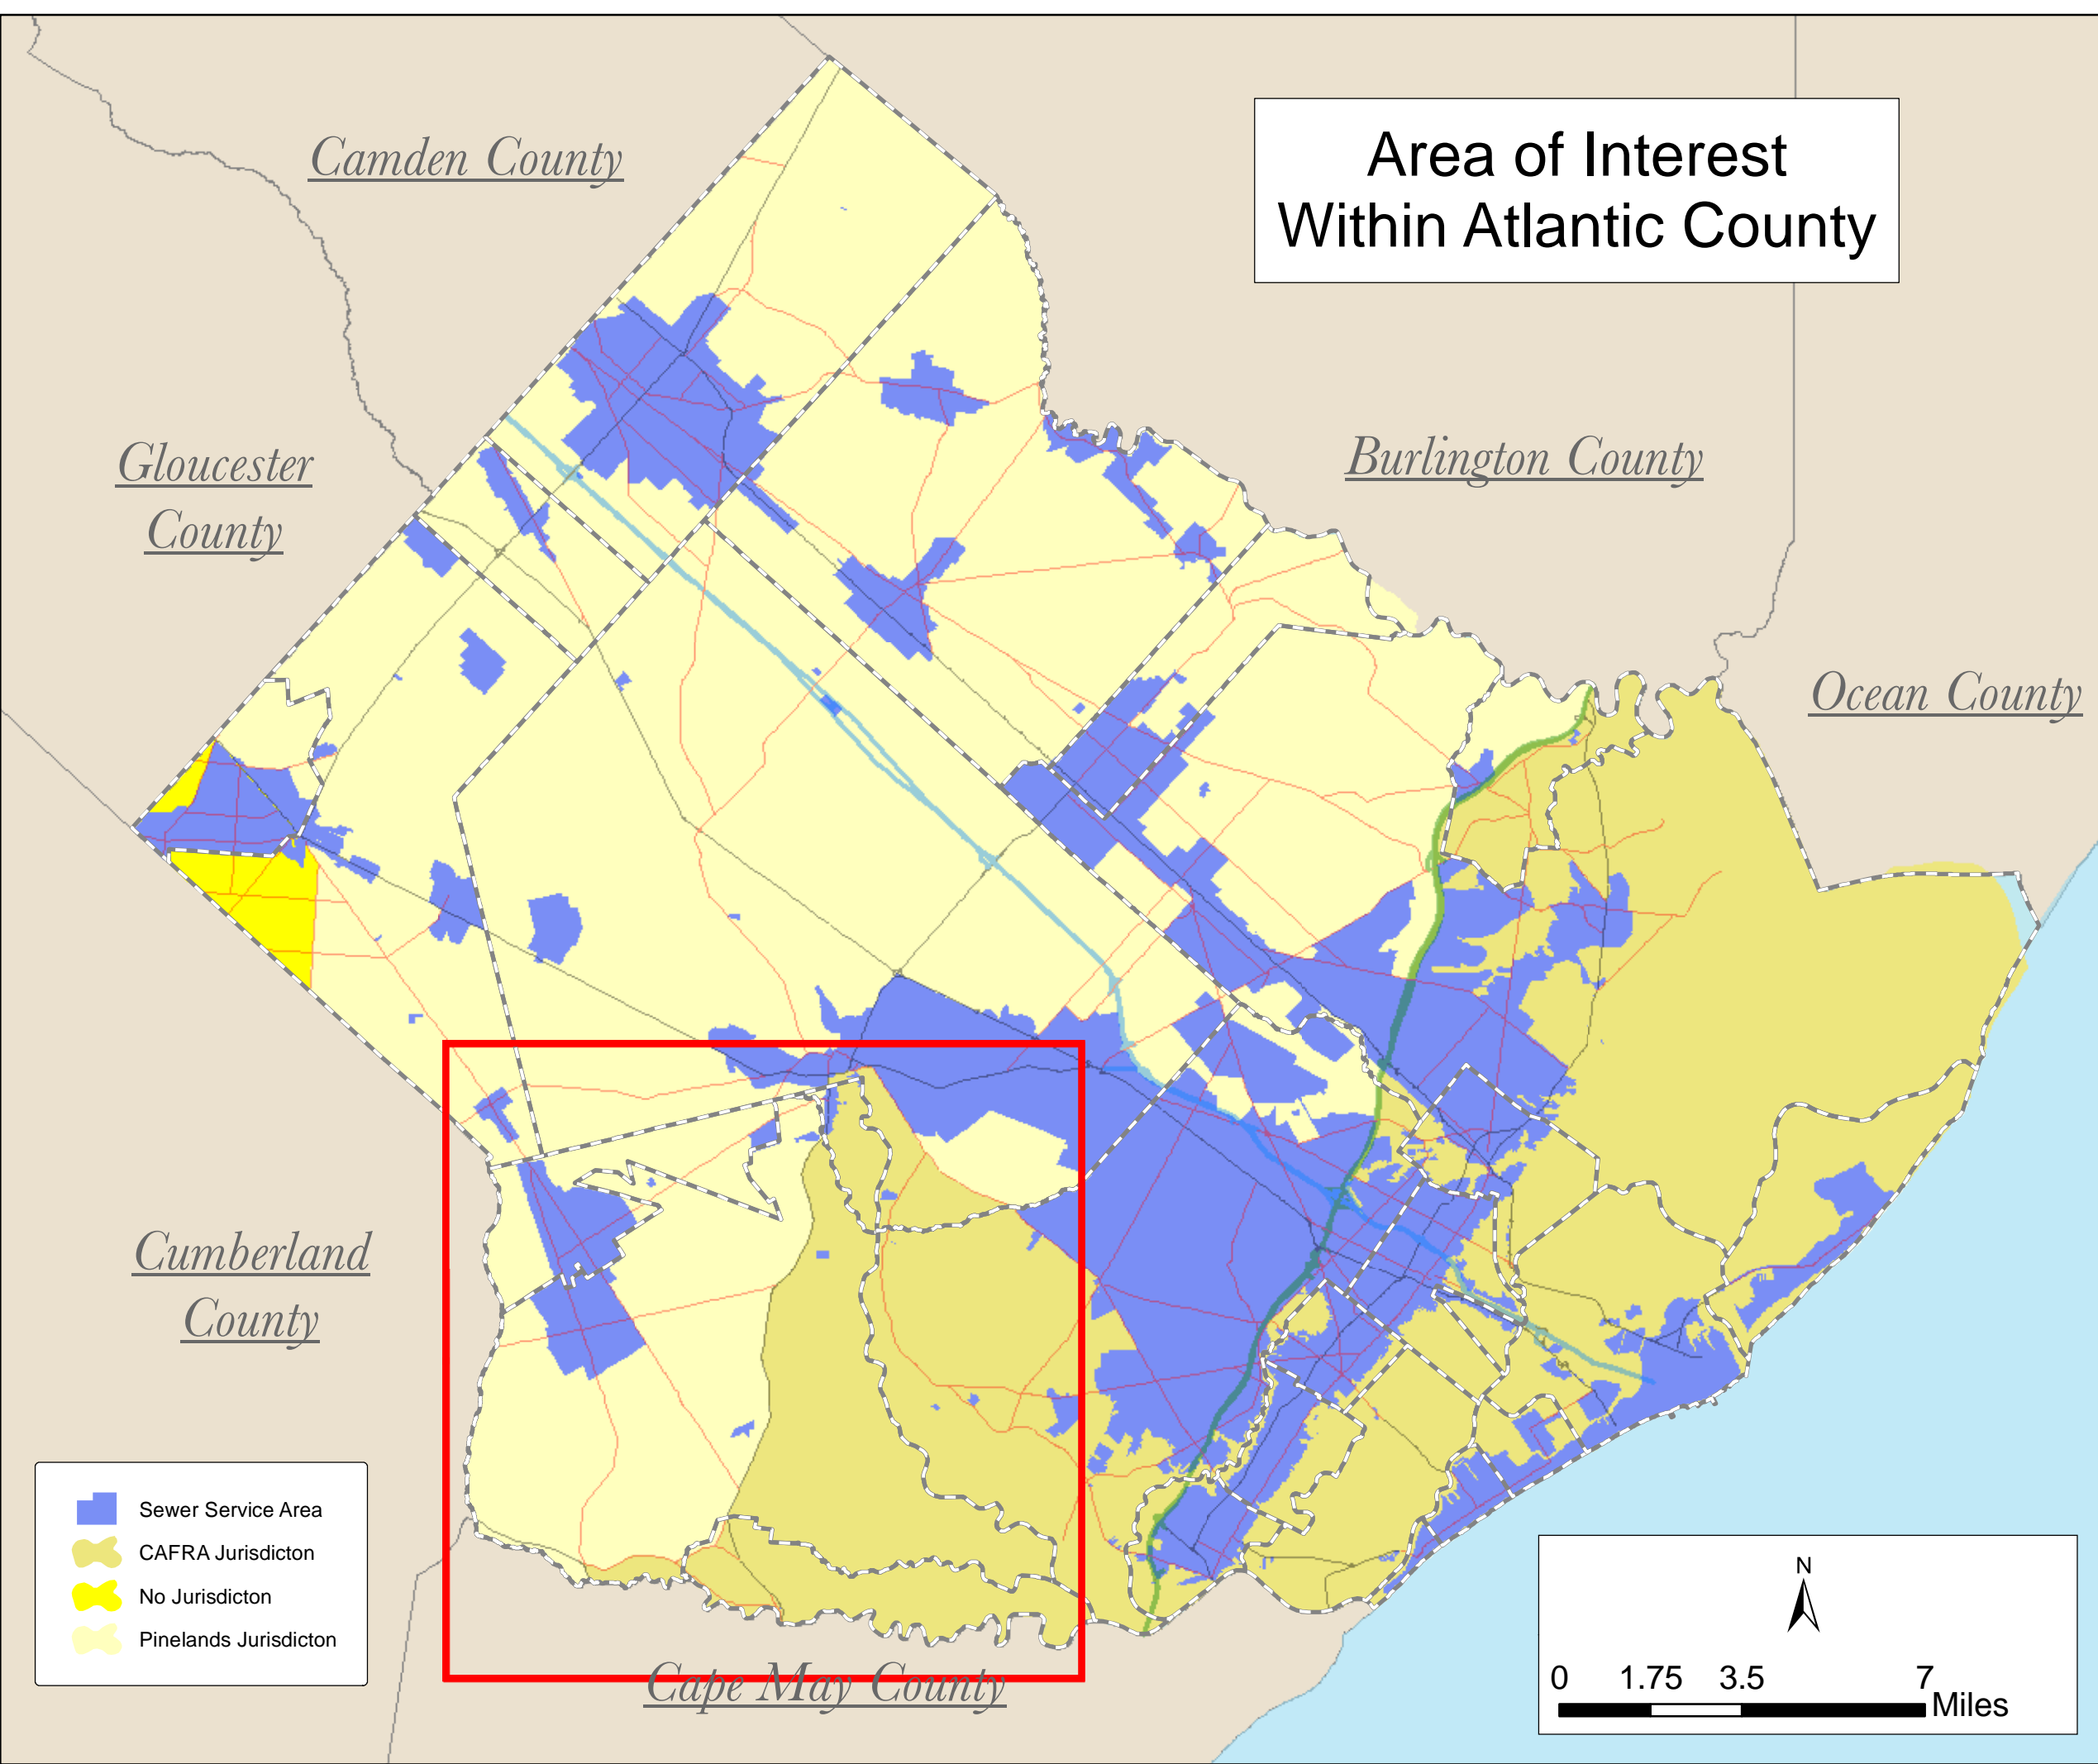 Area of Interest
Within Atlantic County
Camden County
Gloucester
County
Burlington County
Ocean County
Cumberland
County
Cape May County
Sewer Service Area
CAFRA Jurisdicton
No Jurisdicton
Pinelands Jurisdicton
N
0 1.75 3.5 7
Miles